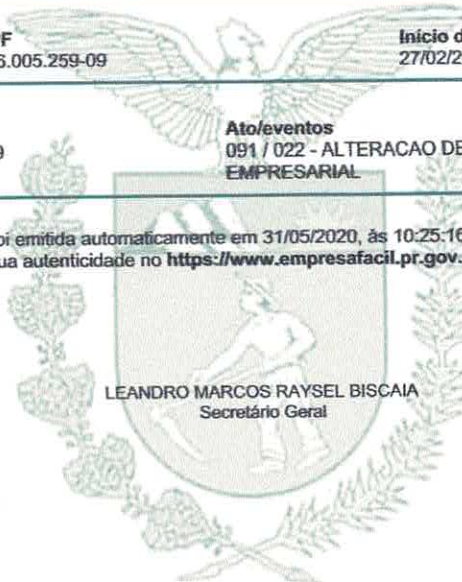 F
6.005.259-09
Início d
27/02/2
9
Ato/eventos
091 / 022 - ALTERACAO DE
EMPRESARIAL
oi emitida automaticamente em 31/05/2020, às 10:25:16
ua autenticidade no https://www.empresafacil.pr.gov.
LEANDRO MARCOS RAYSEL BISCAIA
Secretário Geral